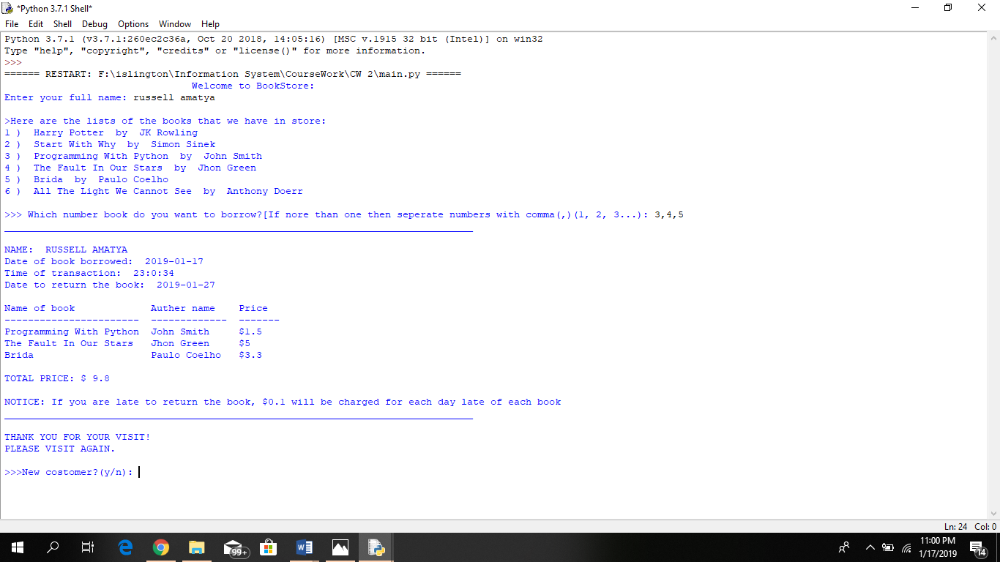 *Python 3.7.1 Shell*
File Edit Shell Debug Options Window Help
Python 3.7.1 (v3.7.1:260ec2c36a, Oct 20 2018, 14:05:16) [MSC v.1915 32 bit (Intel)] on win32
Type "help", "copyright", "credits" or "license()" for more information.
>>>
====== RESTART: F:\islington\Information System\CourseWork\CW 2\main.py ======
Welcome to BookStore:
Enter your full name: russell amatya
>Here are the lists of the books that we have in store:
1 ) Harry Potter by JK Rowling
2 ) Start With Why by Simon Sinek
3 ) Programming With Python by John Smith
4 ) The Fault In Our Stars by Jhon Green
5 ) Brida by Paulo Coelho
6 ) All The Light We Cannot See by Anthony Doerr
>>> Which number book do you want to borrow?[If nore than one then seperate numbers with comma(,)(1, 2, 3...): 3,4,5
________________________________________________________________________________
NAME: RUSSELL AMATYA
Date of book borrowed: 2019-01-17
Time of transaction: 23:0:34
Date to return the book: 2019-01-27
Name of book Auther name Price
----------------------- ------------- -------
Programming With Python John Smith $1.5
The Fault In Our Stars Jhon Green $5
Brida Paulo Coelho $3.3
TOTAL PRICE: $ 9.8
NOTICE: If you are late to return the book, $0.1 will be charged for each day late of each book
________________________________________________________________________________
THANK YOU FOR YOUR VISIT!
PLEASE VISIT AGAIN.
>>>New costomer?(y/n):
Ln: 24 Col: 0
99+
11:00 PM
1/17/2019
14